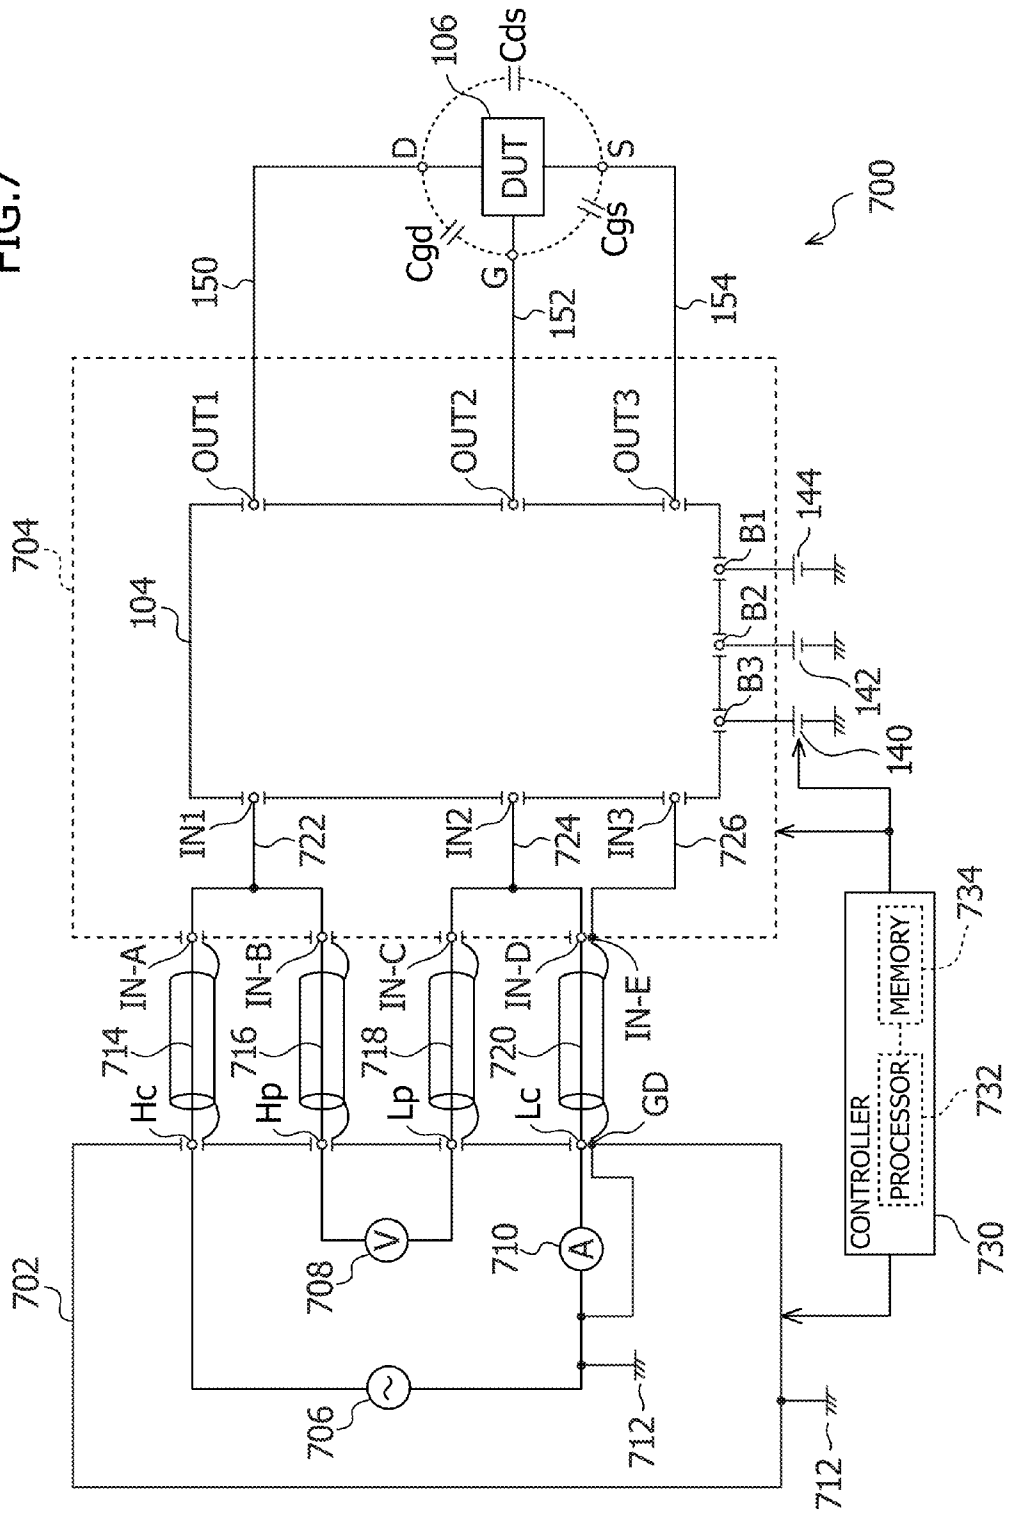 FIG.7
704
104
702
714
716
718
720
Hc
Hp
Lp
Lc
GD
IN-A
IN-B
IN-C
IN-D
IN-E
IN1
IN2
IN3
722
724
726
OUT1
OUT2
OUT3
150
152
154
D
G
S
DUT
106
Cds
Cgd
Cgs
B3
B2
B1
140
142
144
700
706
~
708
V
710
A
712
712
CONTROLLER
PROCESSOR
MEMORY
730
732
734